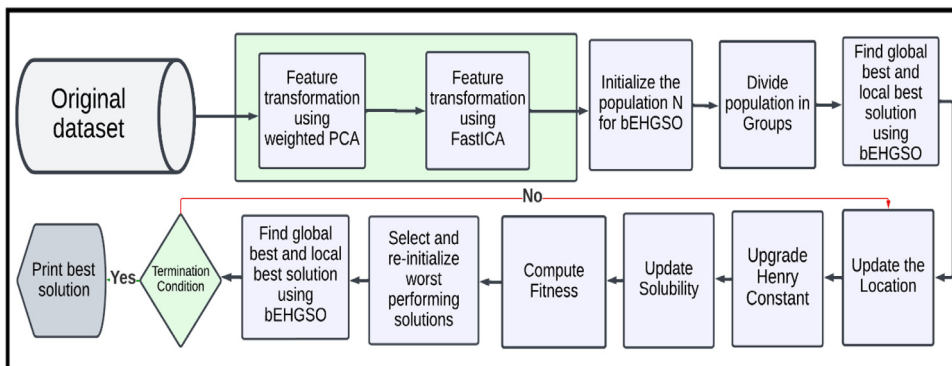 Original
dataset
Feature
transformation
using
weighted PCA
Feature
transformation
using
FastICA
Initialize the
population N
for bEHGSO
Divide
population in
Groups
Find global
best and
local best
solution
using
bEHGSO
No
Update the
Location
Upgrade
Henry
Constant
Update
Solubility
Compute
Fitness
Select and
re-initialize
worst
performing
solutions
Find global
best and local
best solution
using
bEHGSO
Termination
Condition
Yes
Print best
solution